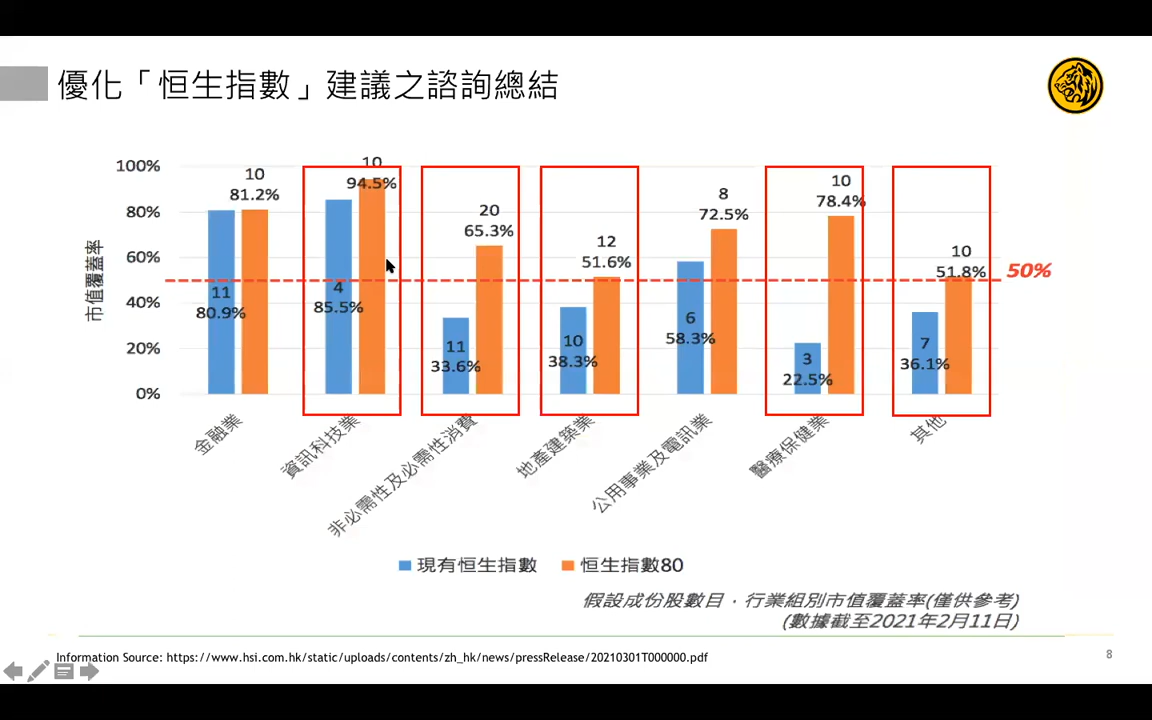 優化「恒生指數」建議之諮詢總結
市值覆蓋率
100%
80%
60%
40%
20%
0%
10
81.2%
11
80.9%
10
94.5%
4
85.5%
20
65.3%
11
33.6%
12
51.6%
10
38.3%
8
72.5%
6
58.3%
10
78.4%
3
22.5%
10
51.8%
7
36.1%
50%
金融業
資訊科技業
非必需性及必需性消費
地產建築業
公用事業及電訊業
醫療保健業
其他
現有恒生指數
恒生指數80
假設成份股數目，行業組別市值覆蓋率(僅供參考)
(數據截至2021年2月11日)
Information Source: https://www.hsi.com.hk/static/uploads/contents/zh_hk/news/pressRelease/20210301T000000.pdf
8